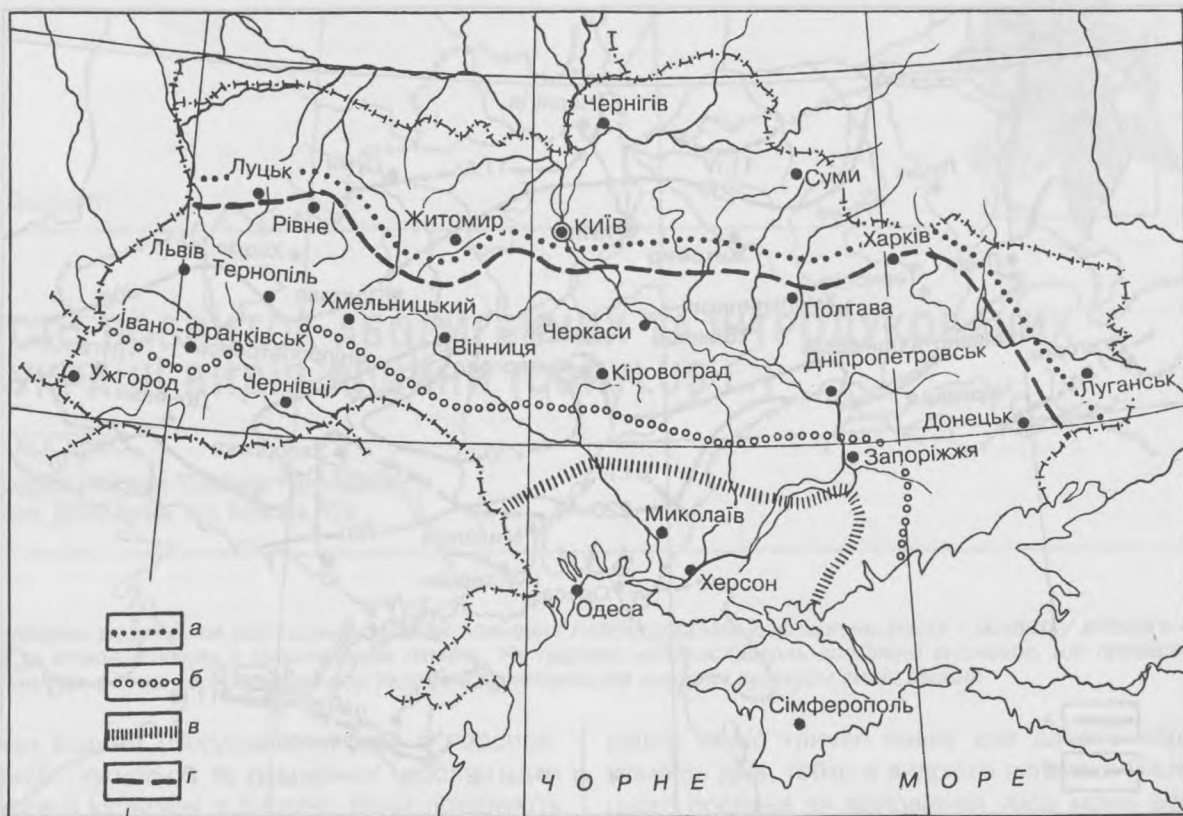 Чернігів
Луцьк
Суми
Рівне
Житомир
КИЇВ
Харків
Львів
Тернопіль
Хмельницький
Полтава
Івано-Франківськ
Черкаси
Вінниця
Дніпропетровськ
Ужгород
Чернівці
Кіровоград
Луганськ
Донецьк
Запоріжжя
Миколаїв
Херсон
Одеса
а
б
в
г
Сімферополь
ЧОРНЕ МОРЕ